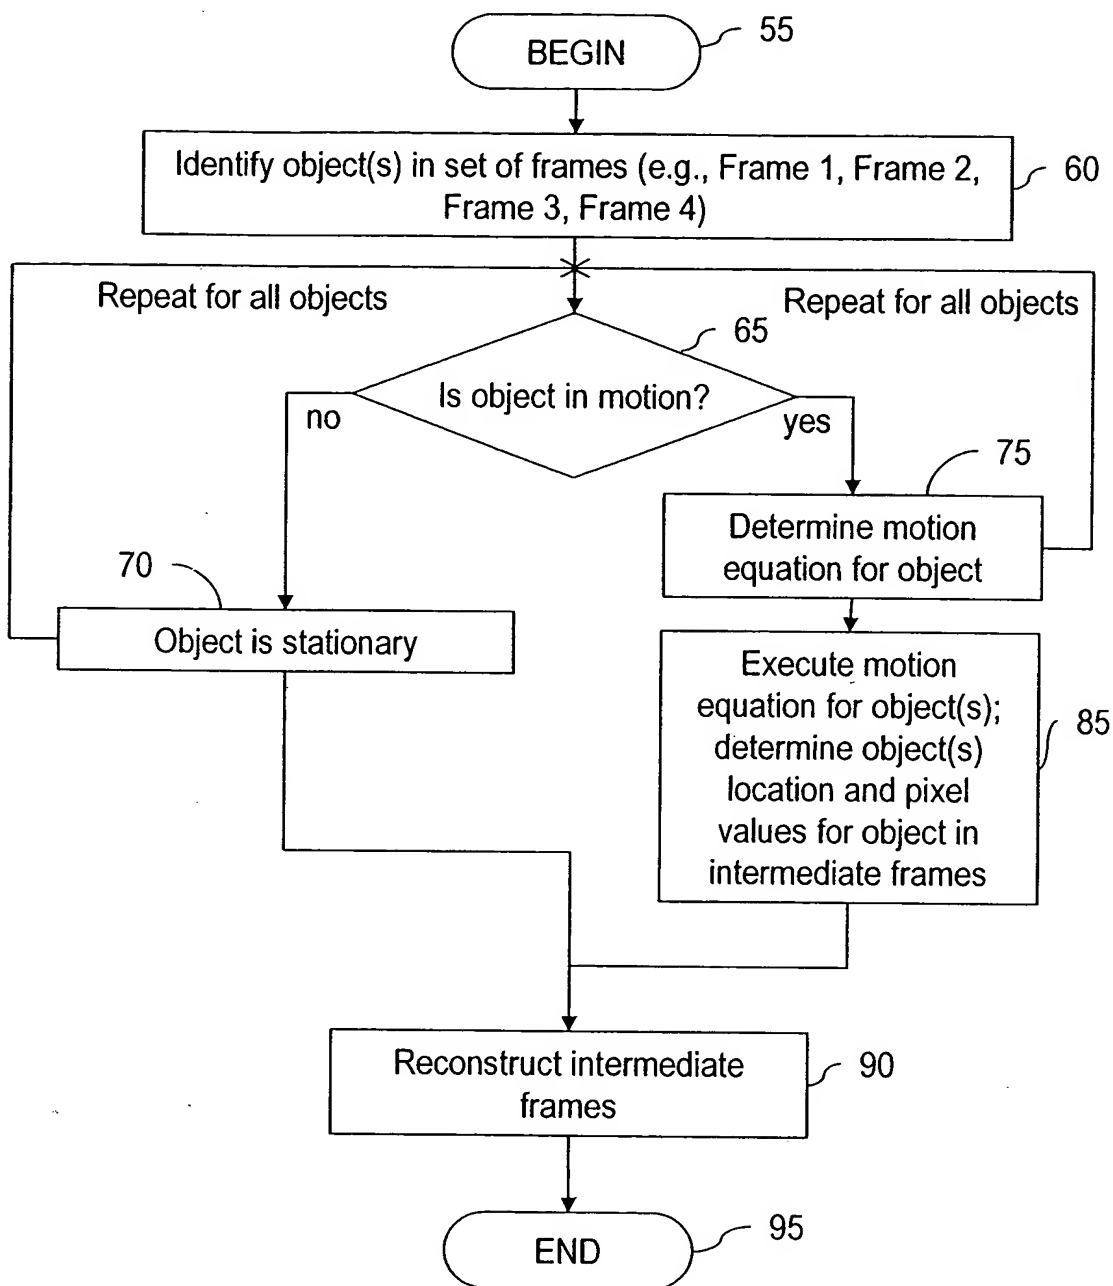 BEGIN
55
Identify object(s) in set of frames (e.g., Frame 1, Frame 2,
Frame 3, Frame 4)
60
Repeat for all objects
Repeat for all objects
65
Is object in motion?
no
yes
75
Determine motion
equation for object
70
Object is stationary
Execute motion
equation for object(s);
determine object(s)
location and pixel
values for object in
intermediate frames
85
Reconstruct intermediate
frames
90
END
95